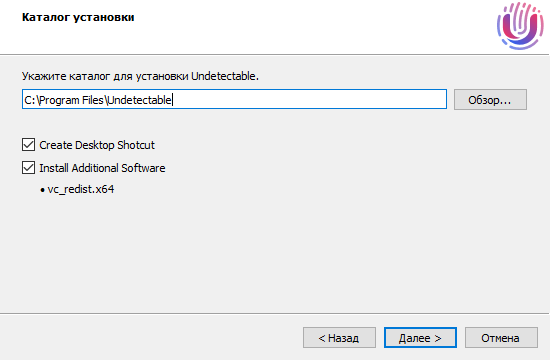 Каталог установки
Укажите каталог для установки Undetectable.
C:\Program Files\Undetectable
Обзор...
Create Desktop Shotcut
Install Additional Software
• vc_redist.x64
< Назад
Далее >
Отмена